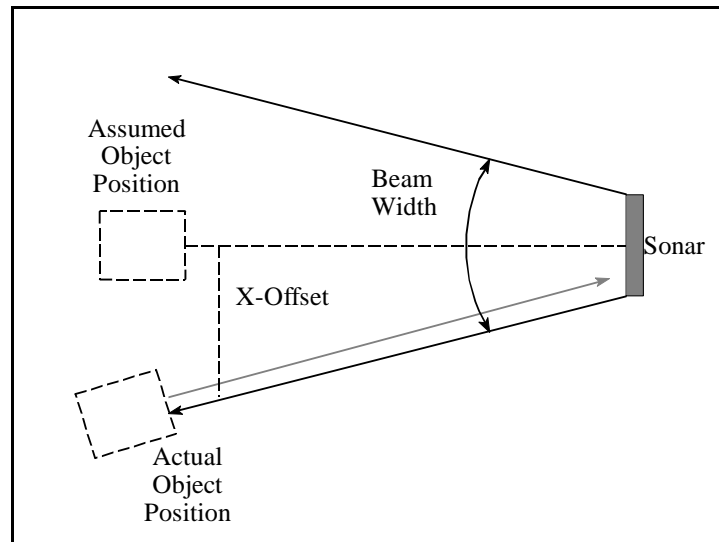 Assumed
Object
Position
Beam
Width
Sonar
X-Offset
Actual
Object
Position